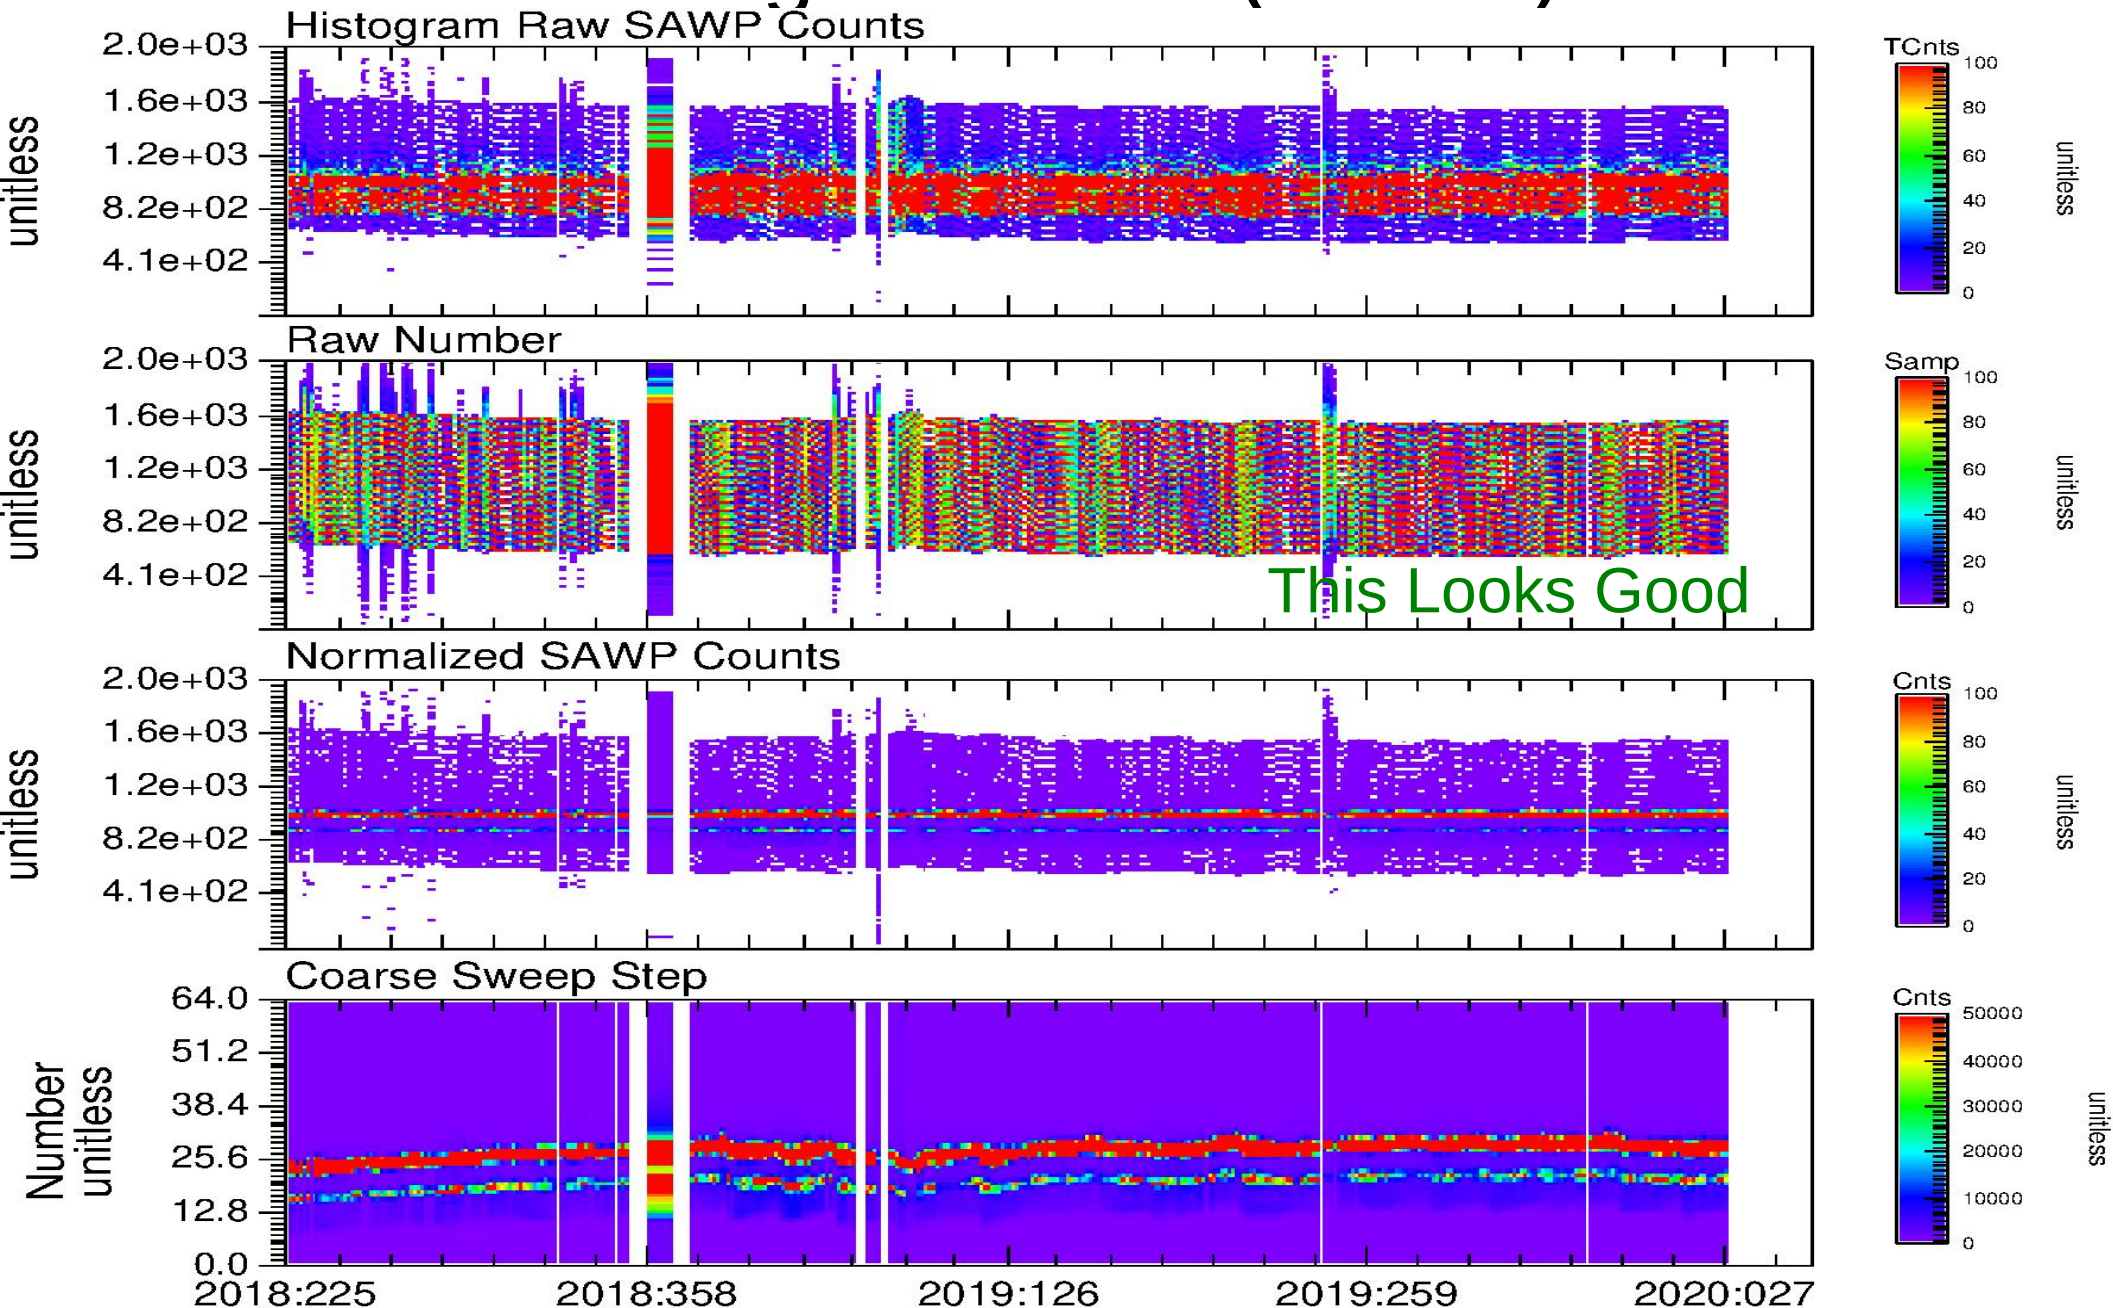 Histogram Raw SAWP Counts
2.0e+03
1.6e+03
1.2e+03
8.2e+02
4.1e+02
unitless
TCnts
100
80
60
40
20
0
unitless
Raw Number
2.0e+03
1.6e+03
1.2e+03
8.2e+02
4.1e+02
unitless
This Looks Good
Samp
100
80
60
40
20
0
unitless
Normalized SAWP Counts
2.0e+03
1.6e+03
1.2e+03
8.2e+02
4.1e+02
unitless
Cnts
100
80
60
40
20
0
unitless
Coarse Sweep Step
64.0
51.2
38.4
25.6
12.8
0.0
Number
unitless
Cnts
50000
40000
30000
20000
10000
0
unitless
2018:225 2018:358 2019:126 2019:259 2020:027